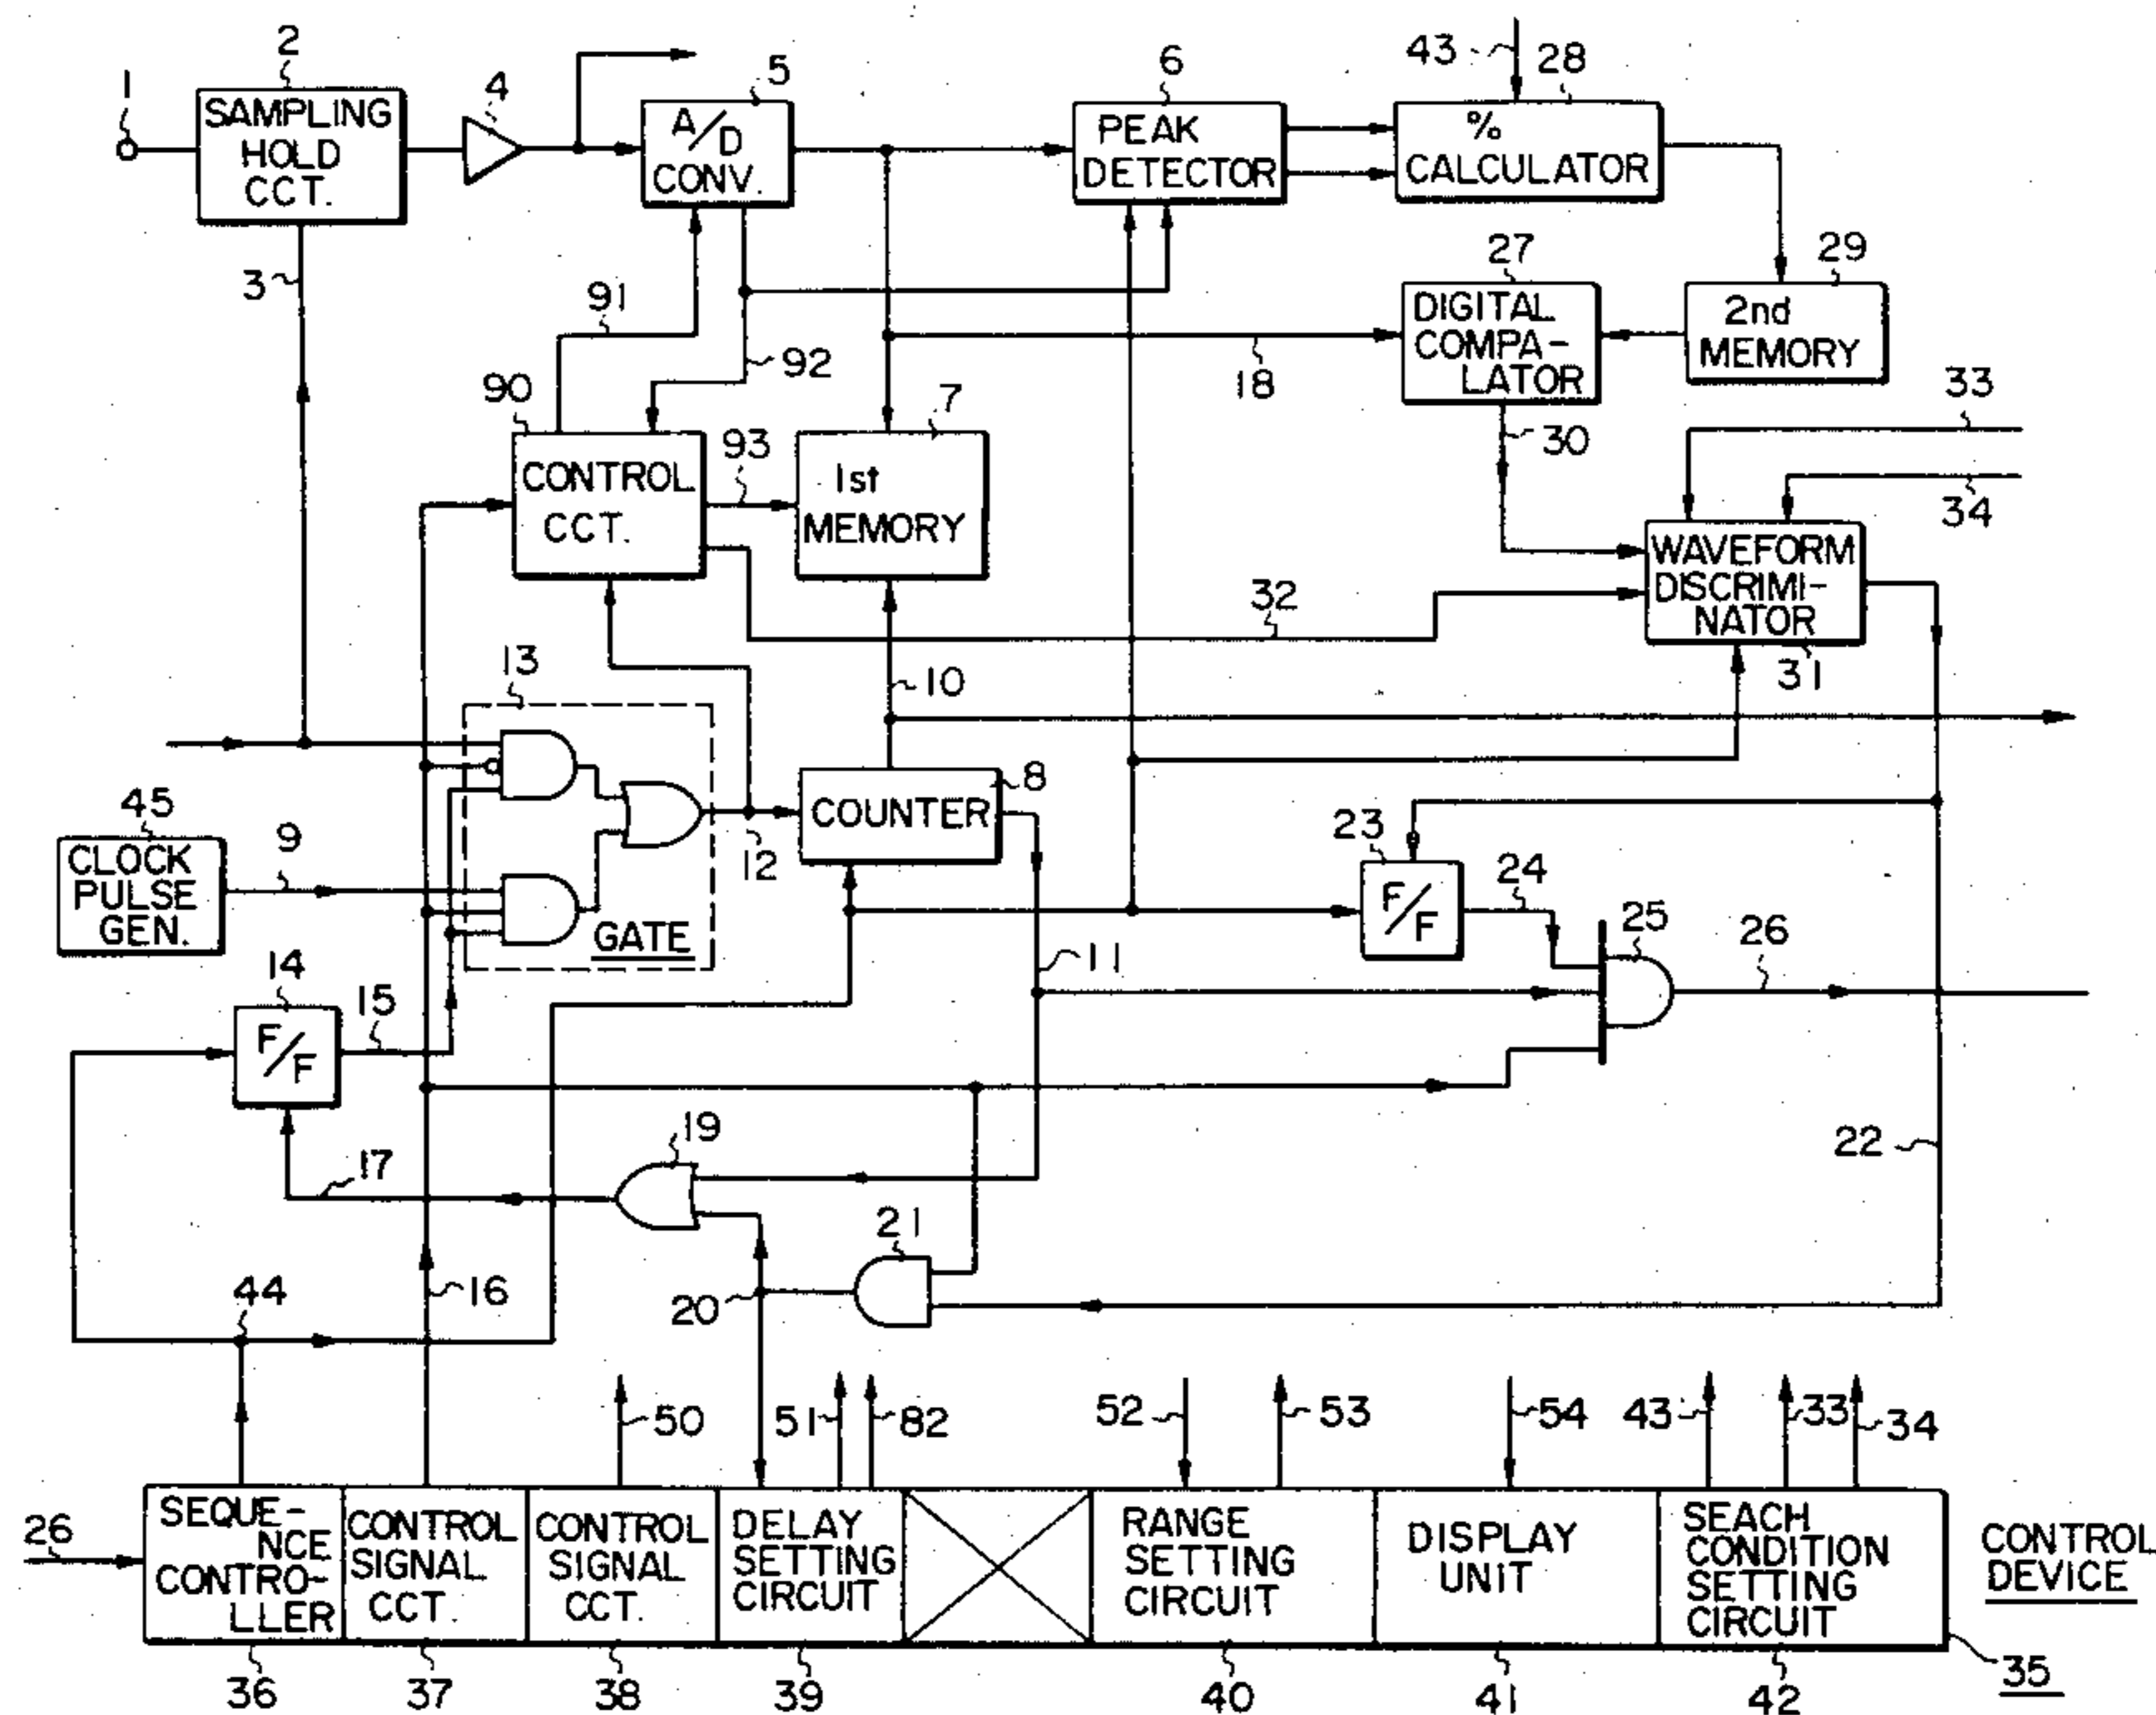 1
2
SAMPLING
HOLD
CCT.
3
4
5
A/D
CONV.
6
PEAK
DETECTOR
43
28
%
CALCULATOR
27
DIGITAL
COMPA-
LATOR
29
2nd
MEMORY
91
92
18
30
33
34
90
CONTROL
CCT.
93
7
1st
MEMORY
WAVEFORM
DISCRIMI-
NATOR
31
32
13
10
45
CLOCK
PULSE
GEN.
9
GATE
12
8
COUNTER
23
F/F
24
25
26
11
14
F/F
15
19
17
22
21
20
44
16
50
51
82
52
53
54
43
33
34
26
SEQUE-
NCE
CONTRO-
LLER
CONTROL
SIGNAL
CCT.
CONTROL
SIGNAL
CCT.
DELAY
SETTING
CIRCUIT
RANGE
SETTING
CIRCUIT
DISPLAY
UNIT
SEACH
CONDITION
SETTING
CIRCUIT
CONTROL
DEVICE
36
37
38
39
40
41
42
35